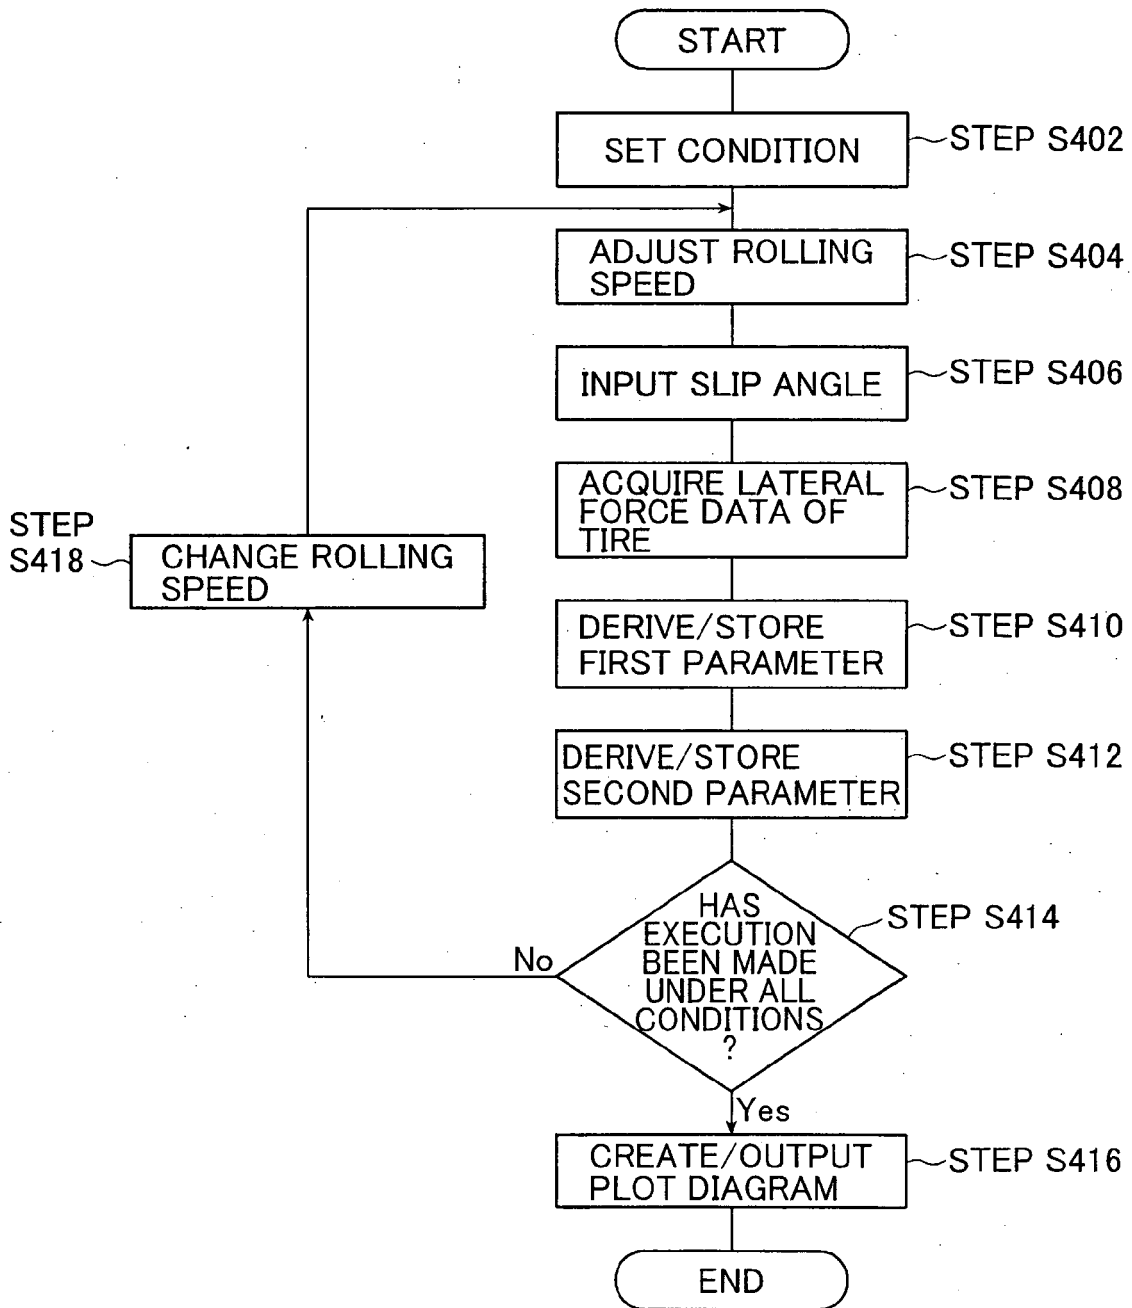 START
SET CONDITION
STEP S402
ADJUST ROLLING
SPEED
STEP S404
INPUT SLIP ANGLE
STEP S406
ACQUIRE LATERAL
FORCE DATA OF
TIRE
STEP S408
STEP
S418
CHANGE ROLLING
SPEED
DERIVE/STORE
FIRST PARAMETER
STEP S410
DERIVE/STORE
SECOND PARAMETER
STEP S412
HAS
EXECUTION
BEEN MADE
UNDER ALL
CONDITIONS
?
STEP S414
No
Yes
CREATE/OUTPUT
PLOT DIAGRAM
STEP S416
END